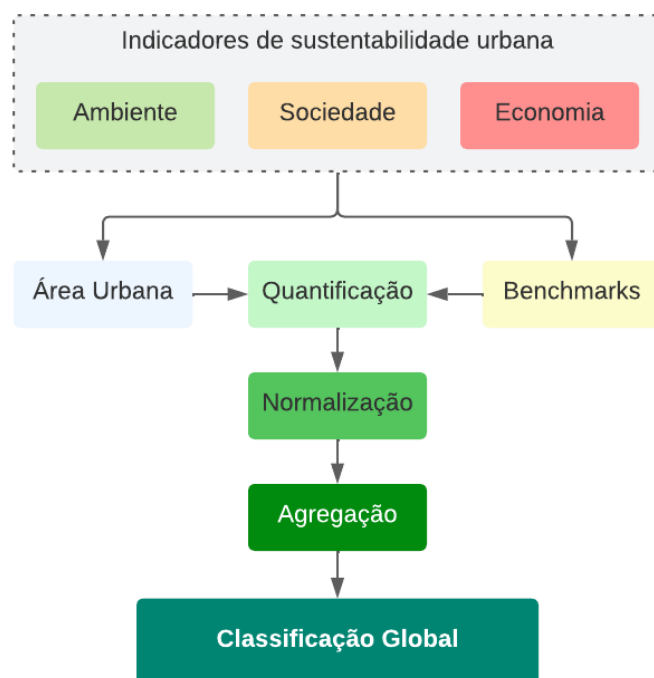 Indicadores de sustentabilidade urbana
Ambiente
Sociedade
Economia
Área Urbana
Quantificação
Benchmarks
Normalização
Agregação
Classificação Global